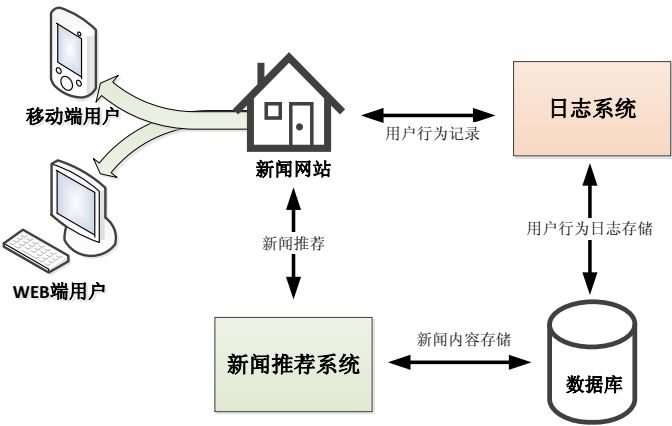 移动端用户
新闻网站
用户行为记录
日志系统
WEB端用户
新闻推荐
用户行为日志存储
新闻推荐系统
新闻内容存储
数据库